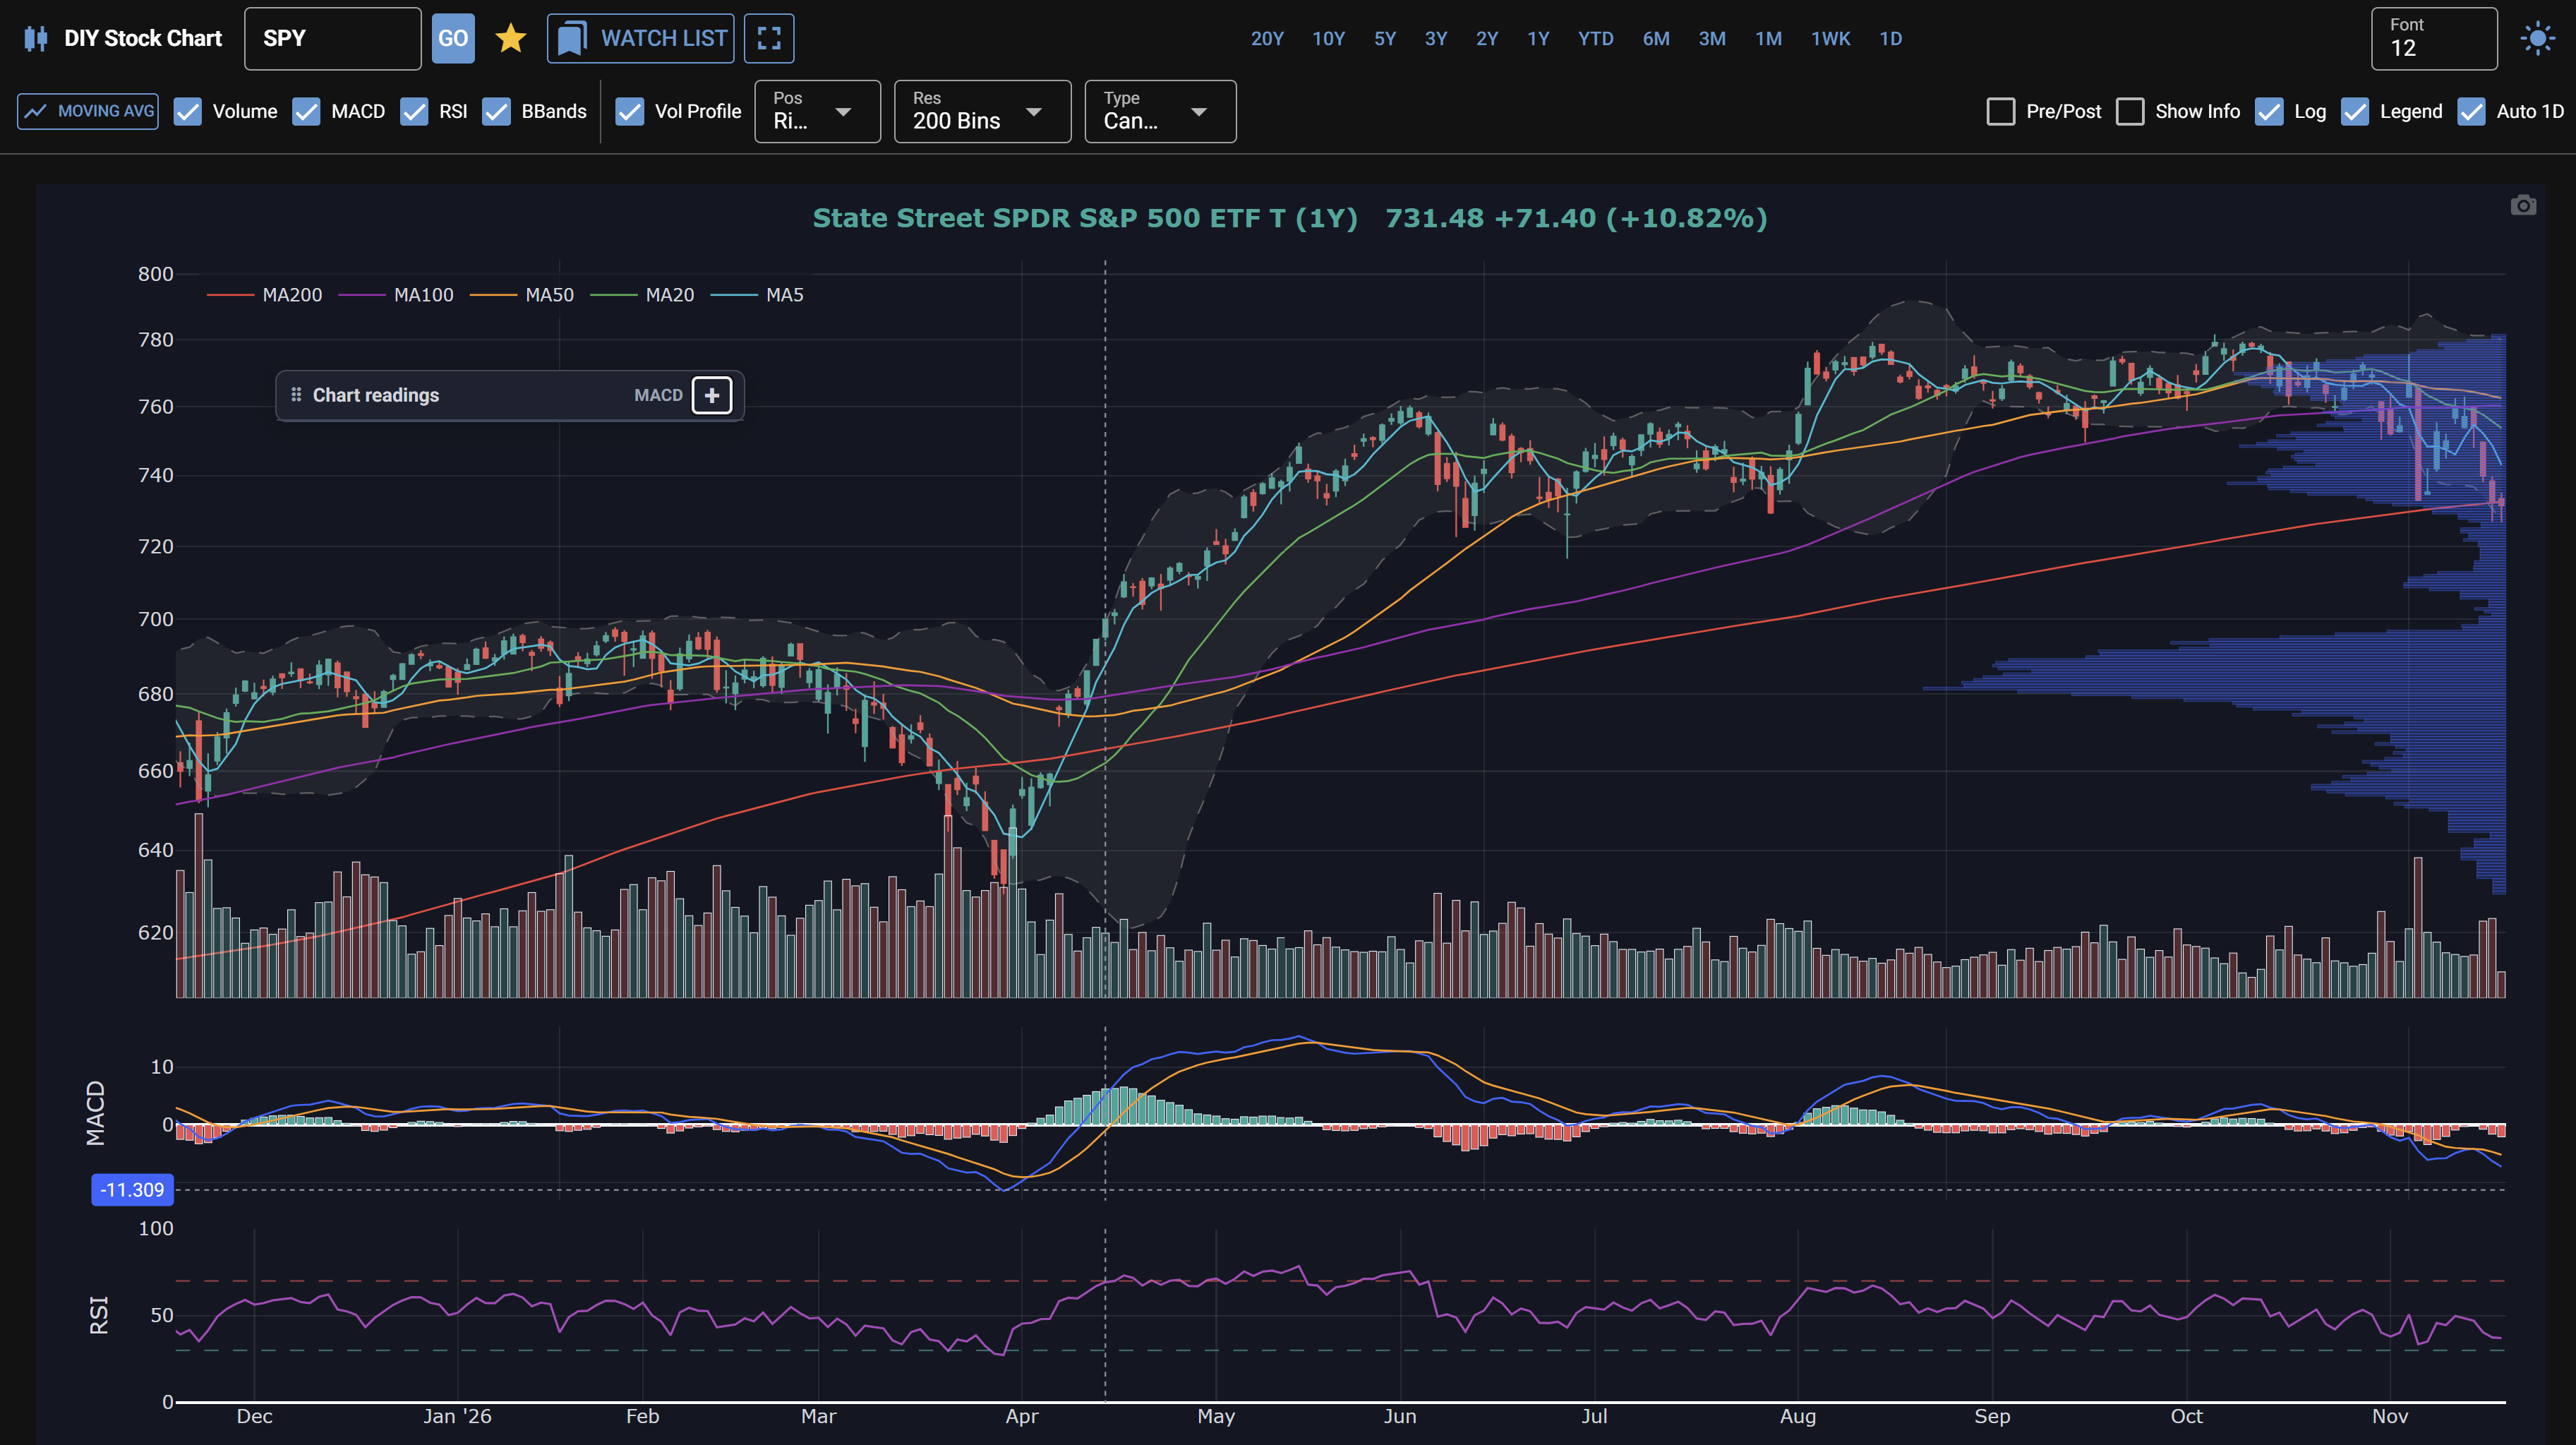 DIY Stock Chart SPY GO WATCH LIST 20Y 10Y 5Y 3Y 2Y 1Y YTD 6M 3M 1M 1WK 1D Font 12
MOVING AVG Volume MACD RSI BBands Vol Profile Pos Ri... Res 200 Bins Type Can... Pre/Post Show Info Log Legend Auto 1D
State Street SPDR S&P 500 ETF T (1Y) 731.48 +71.40 (+10.82%)
800
MA200 MA100 MA50 MA20 MA5
780
Chart readings MACD +
760
740
720
700
680
660
640
620
MACD
10
0
-11.309
RSI
100
50
0
Dec Jan '26 Feb Mar Apr May Jun Jul Aug Sep Oct Nov